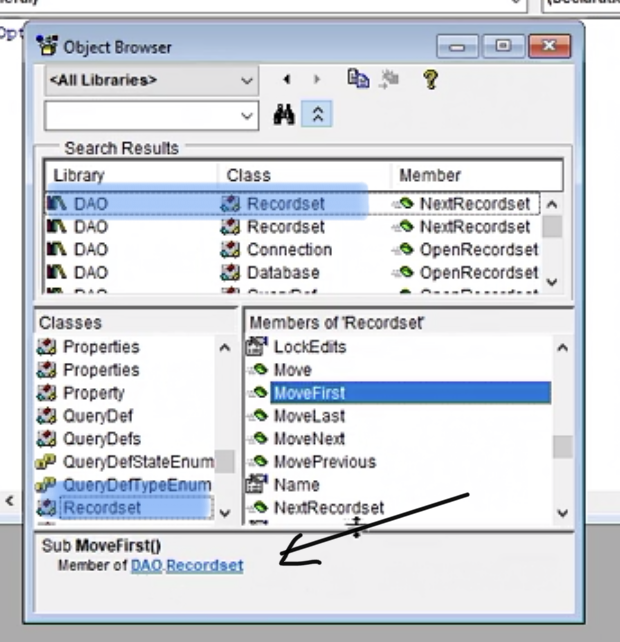 Object Browser
<All Libraries>
Search Results
Library Class Member
DAO Recordset NextRecordset
DAO Recordset NextRecordset
DAO Connection OpenRecordset
DAO Database OpenRecordset
Classes Members of 'Recordset'
Properties LockEdits
Properties Move
Property MoveFirst
QueryDef MoveLast
QueryDefs MoveNext
QueryDefStateEnum MovePrevious
QueryDefTypeEnum Name
Recordset NextRecordset
Sub MoveFirst()
Member of DAO.Recordset